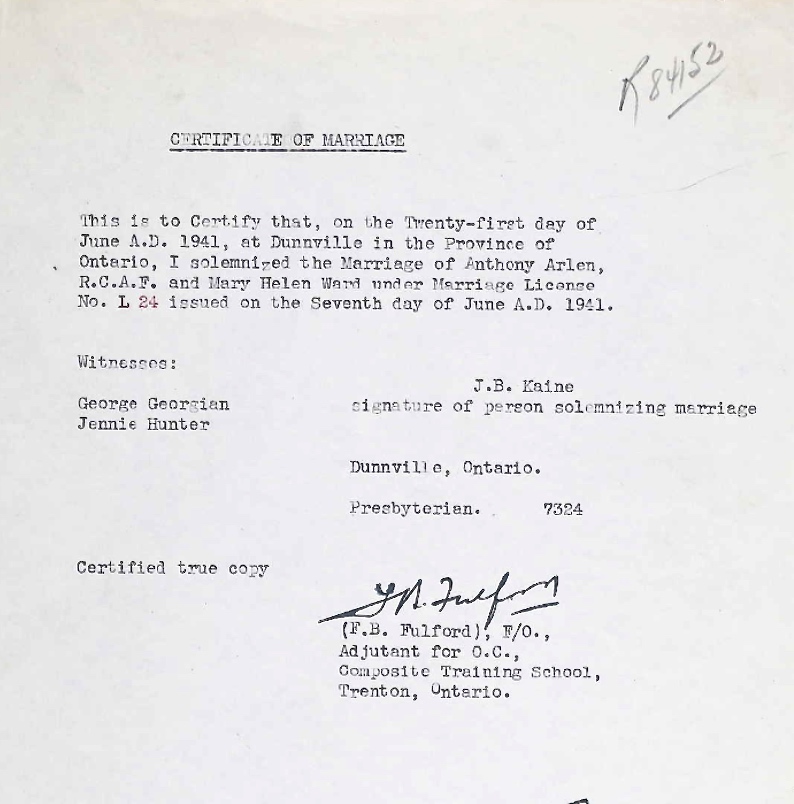 R84152
CERTIFICATE OF MARRIAGE
This is to Certify that, on the Twenty-first day of
June A.D. 1941, at Dunnville in the Province of
Ontario, I solemnized the Marriage of Anthony Arlen,
R.C.A.F. and Mary Helen Ward under Marriage License
No. L 24 issued on the Seventh day of June A.D. 1941.
Witnesses:
J.B. Kaine
George Georgian signature of person solemnizing marriage
Jennie Hunter
Dunnville, Ontario.
Presbyterian. 7324
Certified true copy
F.B. Fulford
(F.B. Fulford), F/O.,
Adjutant for O.C.,
Composite Training School,
Trenton, Ontario.